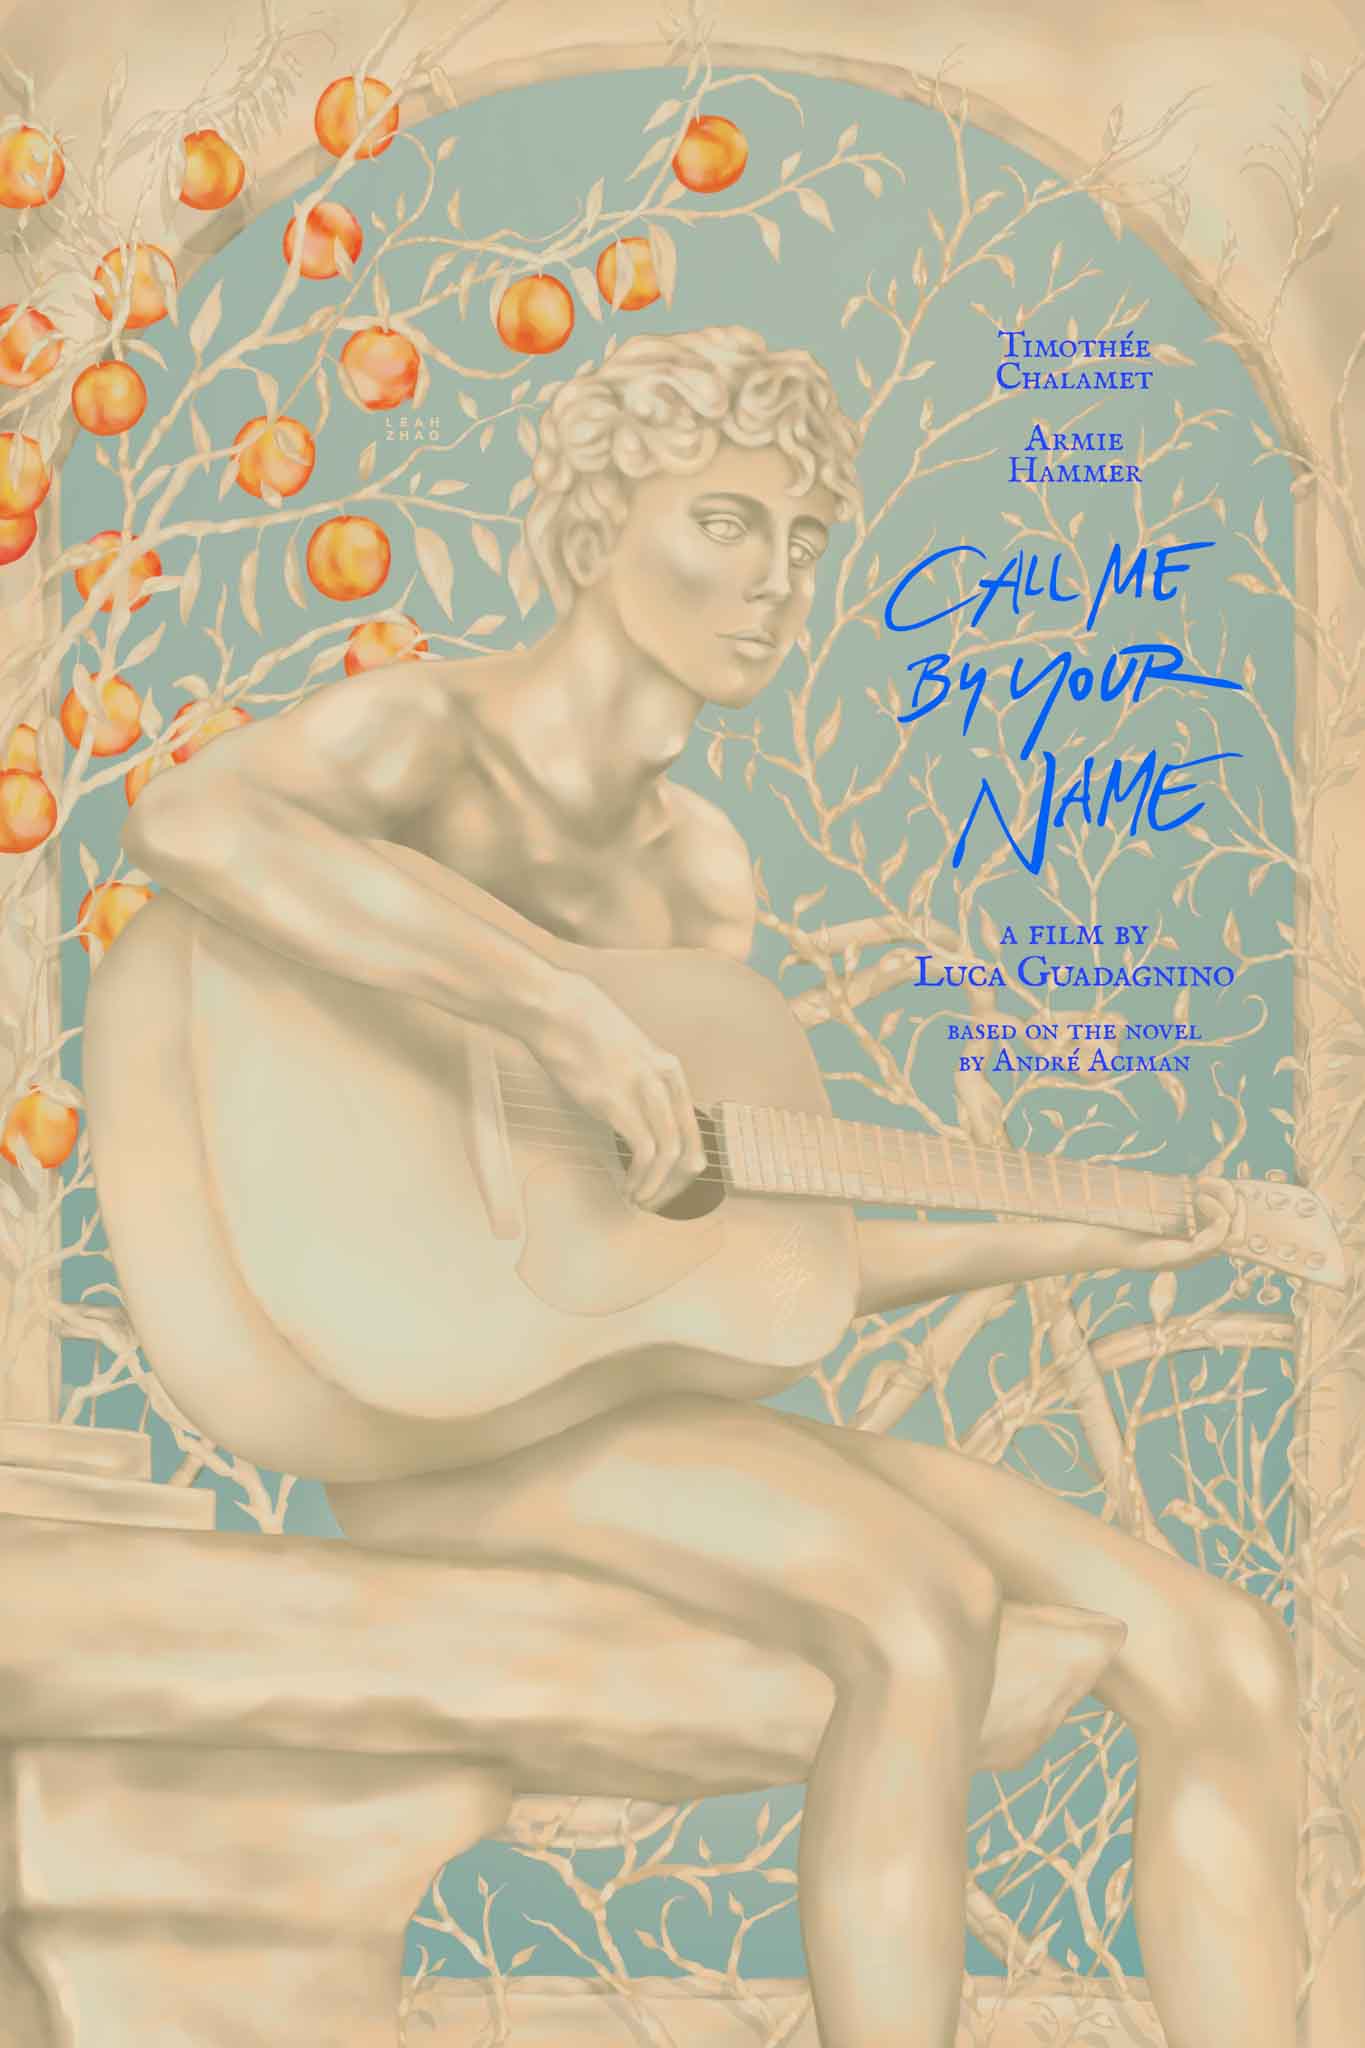 Timothée
Chalamet
Armie
Hammer
CALL ME
BY YOUR
NAME
A FILM BY
Luca Guadagnino
BASED ON THE NOVEL
BY André Aciman
LEAH
ZHAO